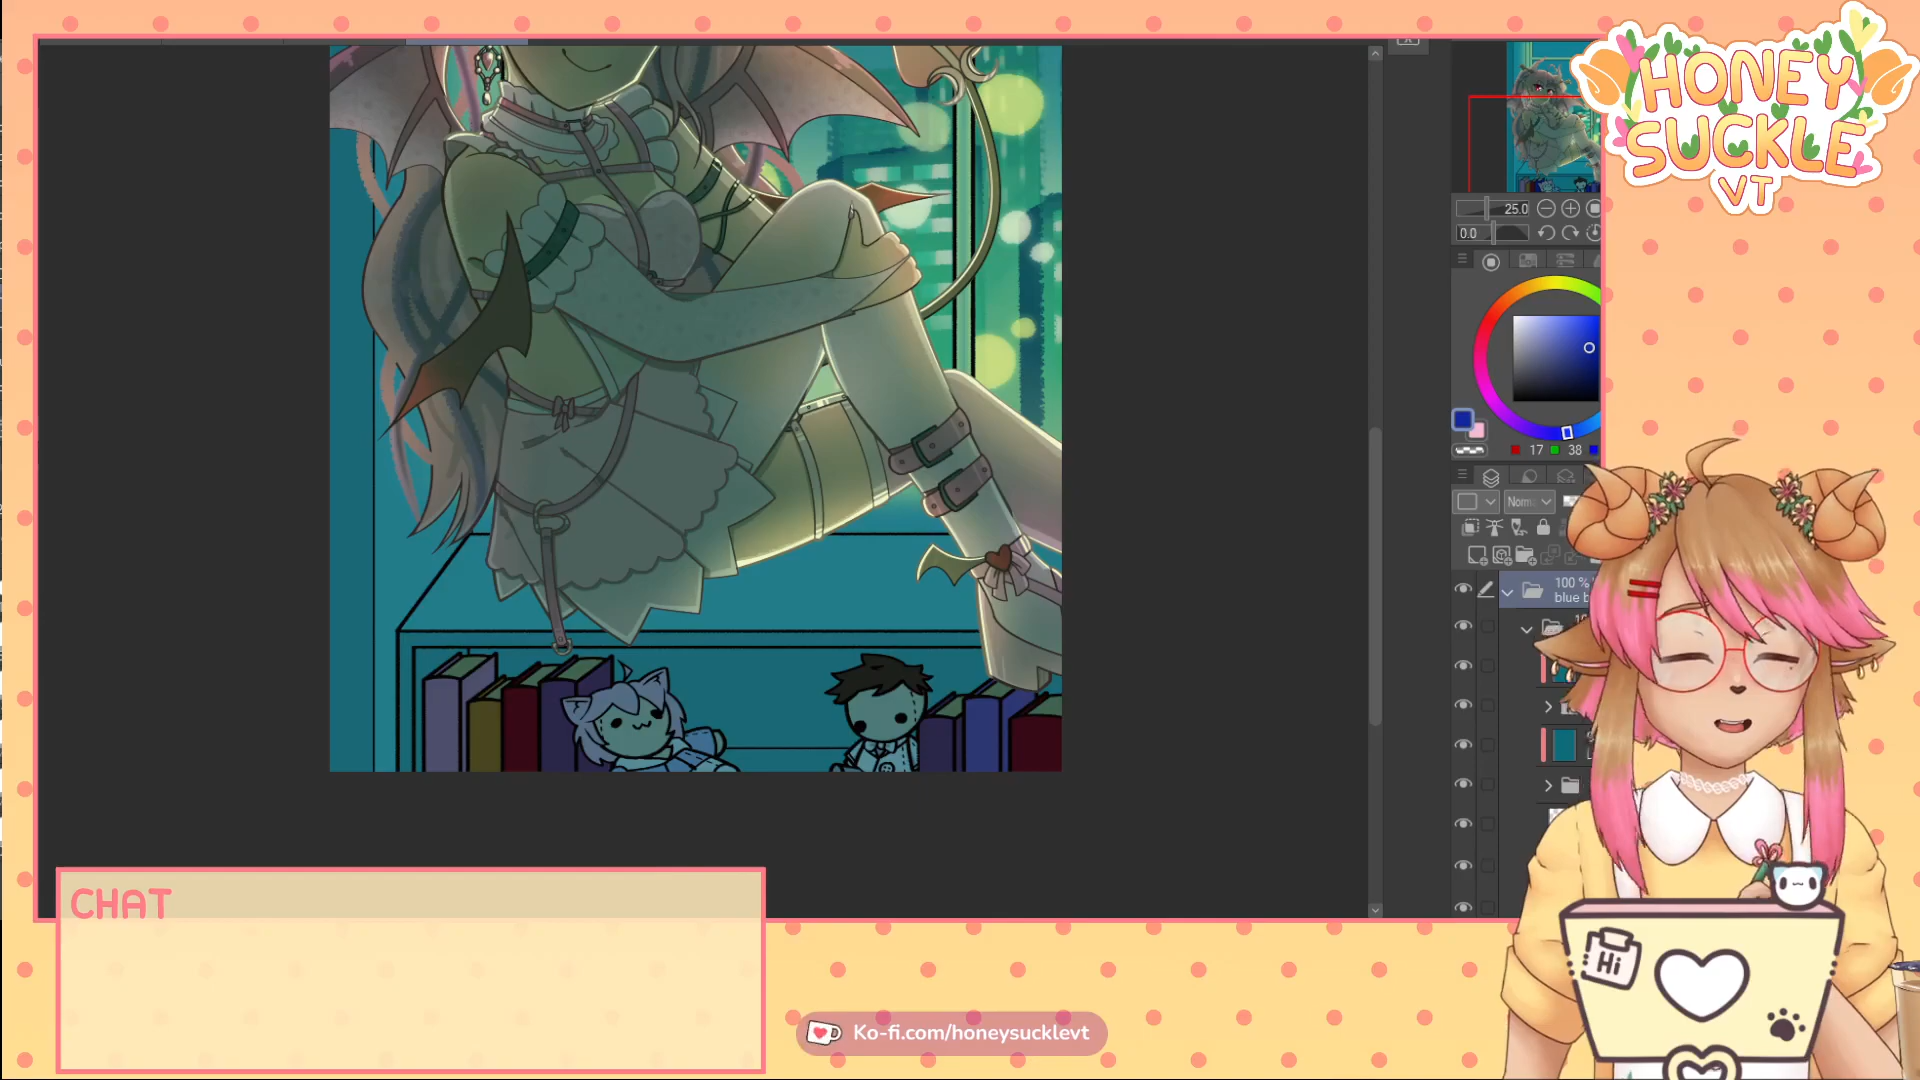 HONEY
SUCKLE
VT
25.0
0.0
17 38
Norm
100 %
blue b
Hi
CHAT
Ko-fi.com/honeysucklevt